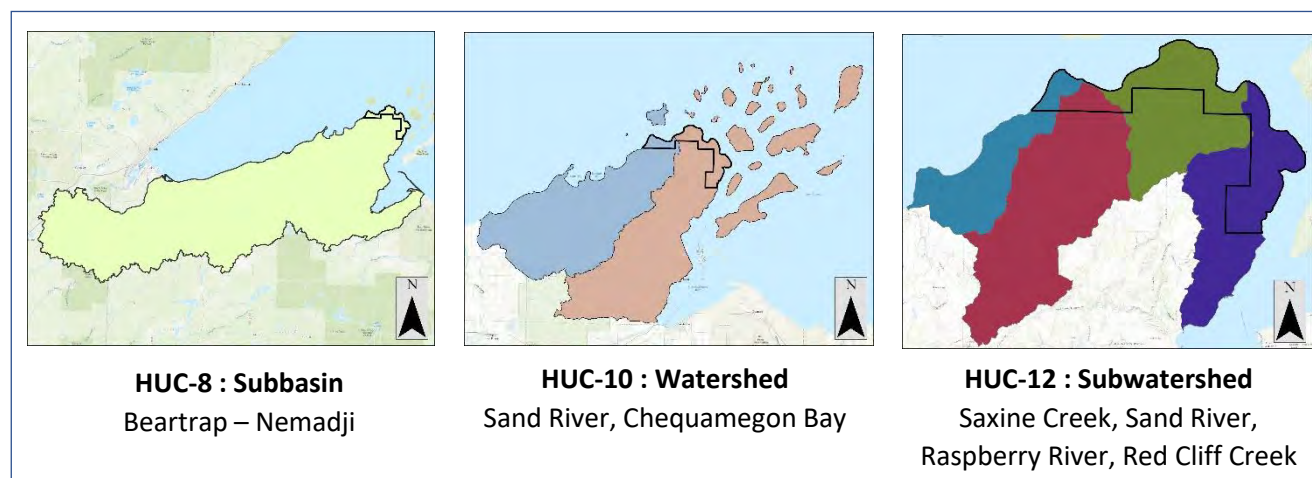 N
N
N
HUC-8 : Subbasin
Beartrap – Nemadji
HUC-10 : Watershed
Sand River, Chequamegon Bay
HUC-12 : Subwatershed
Saxine Creek, Sand River,
Raspberry River, Red Cliff Creek